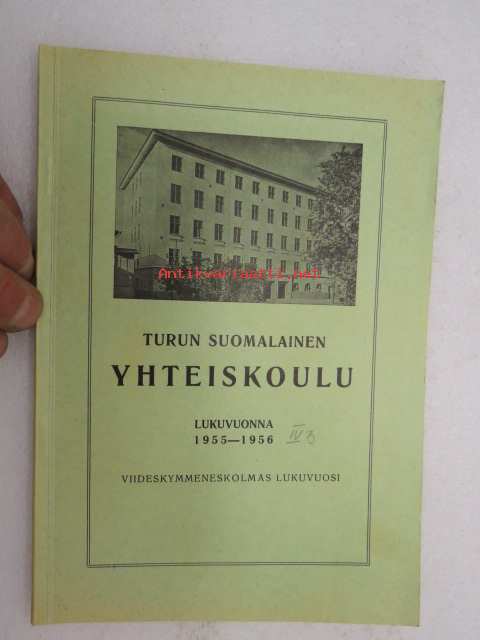 Antikvariaatti.net
TURUN SUOMALAINEN
YHTEISKOULU
LUKUVUONNA
1955—1956 IV B
VIIDESKYMMENESKOLMAS LUKUVUOSI